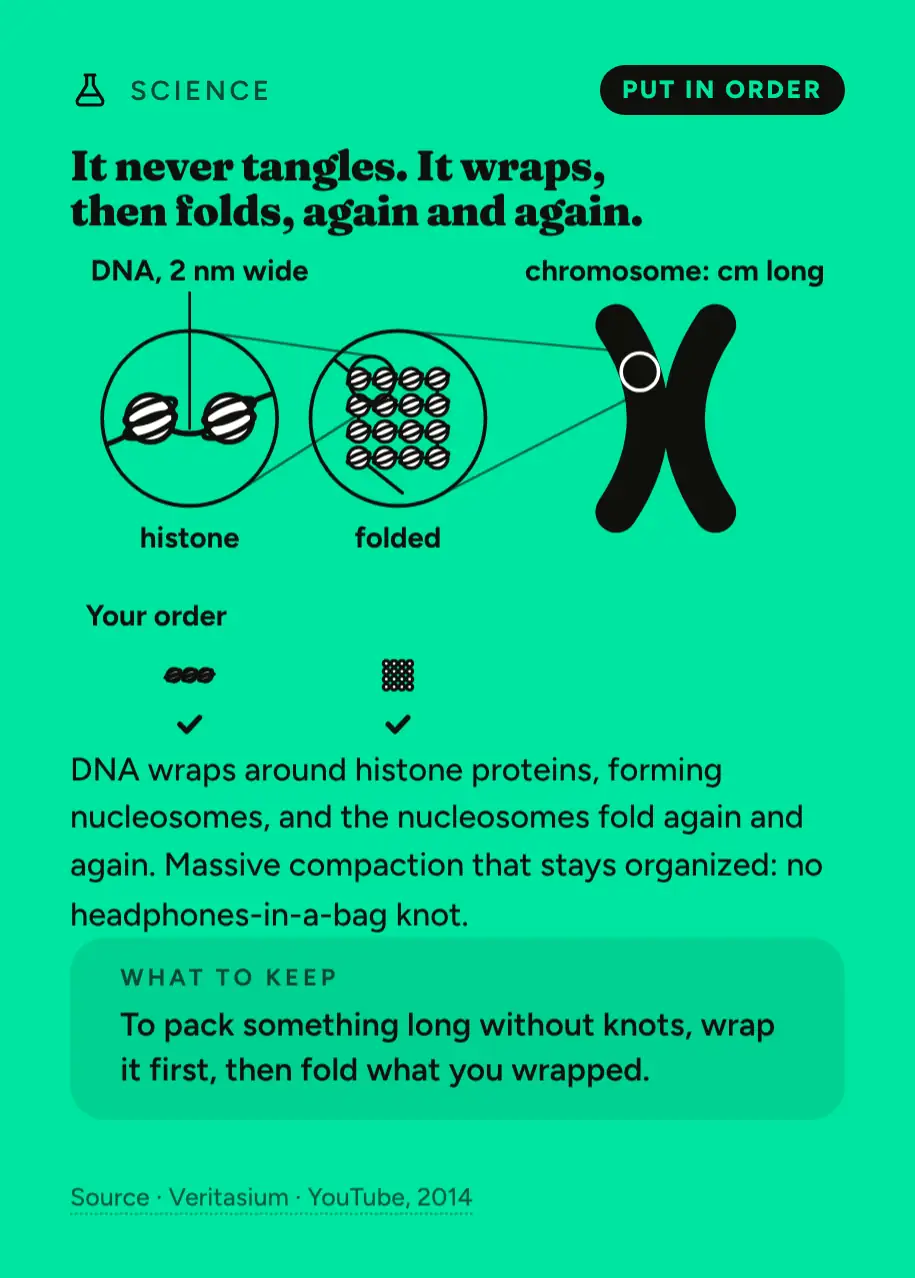 SCIENCE
PUT IN ORDER
It never tangles. It wraps,
then folds, again and again.
DNA, 2 nm wide
chromosome: cm long
histone
folded
Your order
DNA wraps around histone proteins, forming
nucleosomes, and the nucleosomes fold again and
again. Massive compaction that stays organized: no
headphones-in-a-bag knot.
WHAT TO KEEP
To pack something long without knots, wrap
it first, then fold what you wrapped.
Source · Veritasium · YouTube, 2014